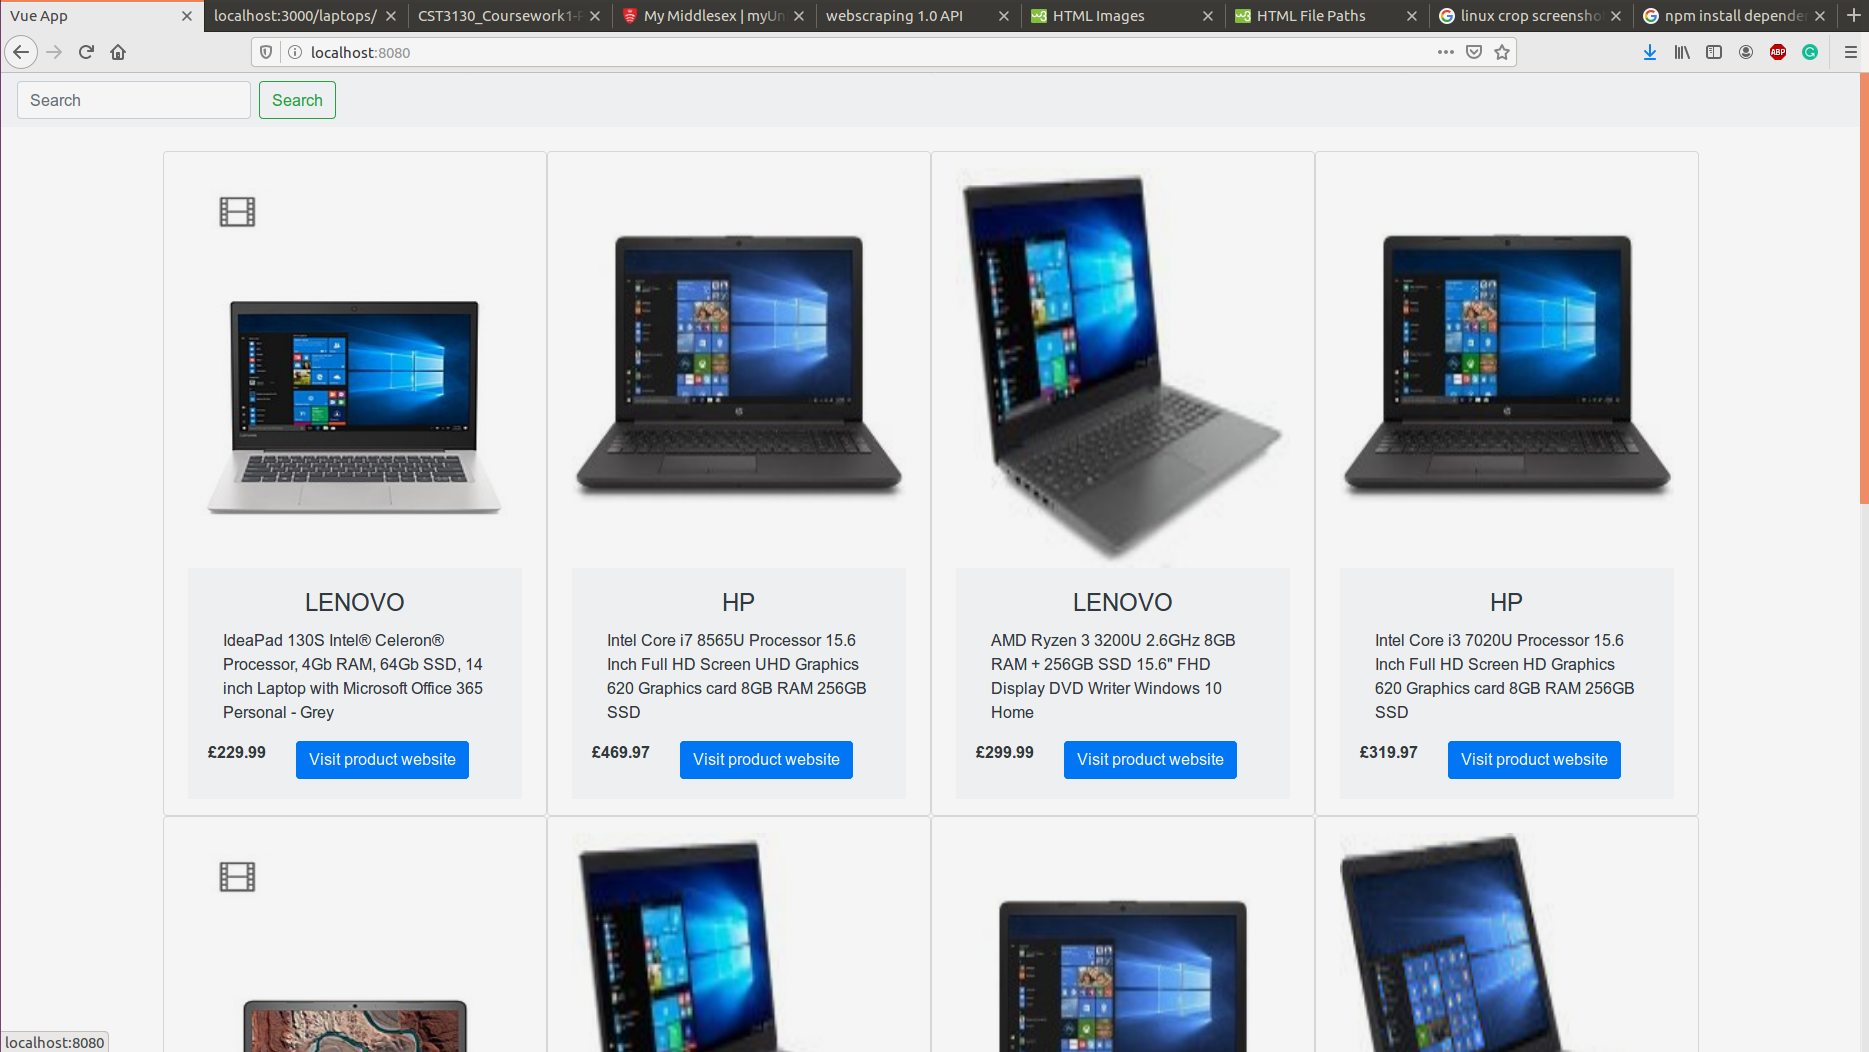 Vue App
localhost:3000/laptops/
CST3130_Coursework1-
My Middlesex | myUn
webscraping 1.0 API
HTML Images
HTML File Paths
linux crop screensho
npm install depende
localhost:8080
ABP
Search
Search
LENOVO
IdeaPad 130S Intel® Celeron®
Processor, 4Gb RAM, 64Gb SSD, 14
inch Laptop with Microsoft Office 365
Personal - Grey
£229.99
Visit product website
HP
Intel Core i7 8565U Processor 15.6
Inch Full HD Screen UHD Graphics
620 Graphics card 8GB RAM 256GB
SSD
£469.97
Visit product website
LENOVO
AMD Ryzen 3 3200U 2.6GHz 8GB
RAM + 256GB SSD 15.6" FHD
Display DVD Writer Windows 10
Home
£299.99
Visit product website
HP
Intel Core i3 7020U Processor 15.6
Inch Full HD Screen HD Graphics
620 Graphics card 8GB RAM 256GB
SSD
£319.97
Visit product website
localhost:8080